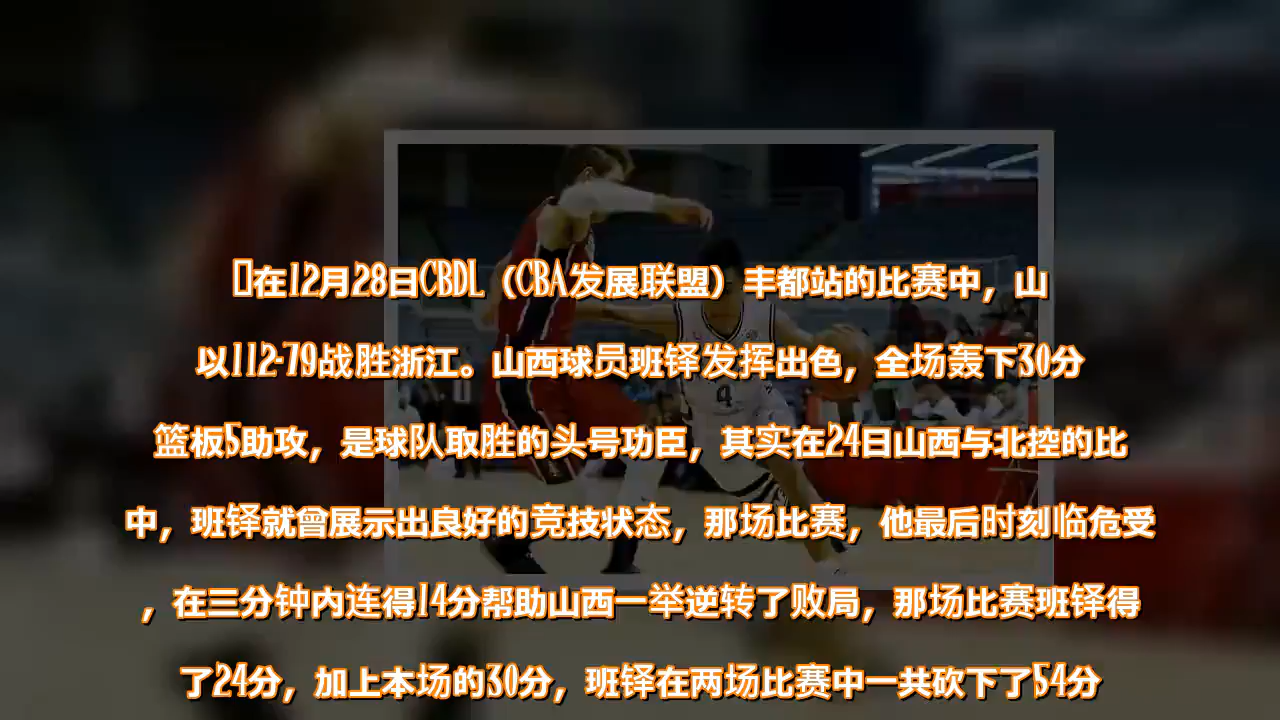 在12月28日CBDL（CBA发展联盟）丰都站的比赛中，山
以112-79战胜浙江。山西球员班铎发挥出色，全场轰下30分
篮板5助攻，是球队取胜的头号功臣，其实在24日山西与北控的比
中，班铎就曾展示出良好的竞技状态，那场比赛，他最后时刻临危受
，在三分钟内连得14分帮助山西一举逆转了败局，那场比赛班铎得
了24分，加上本场的30分，班铎在两场比赛中一共砍下了54分
4